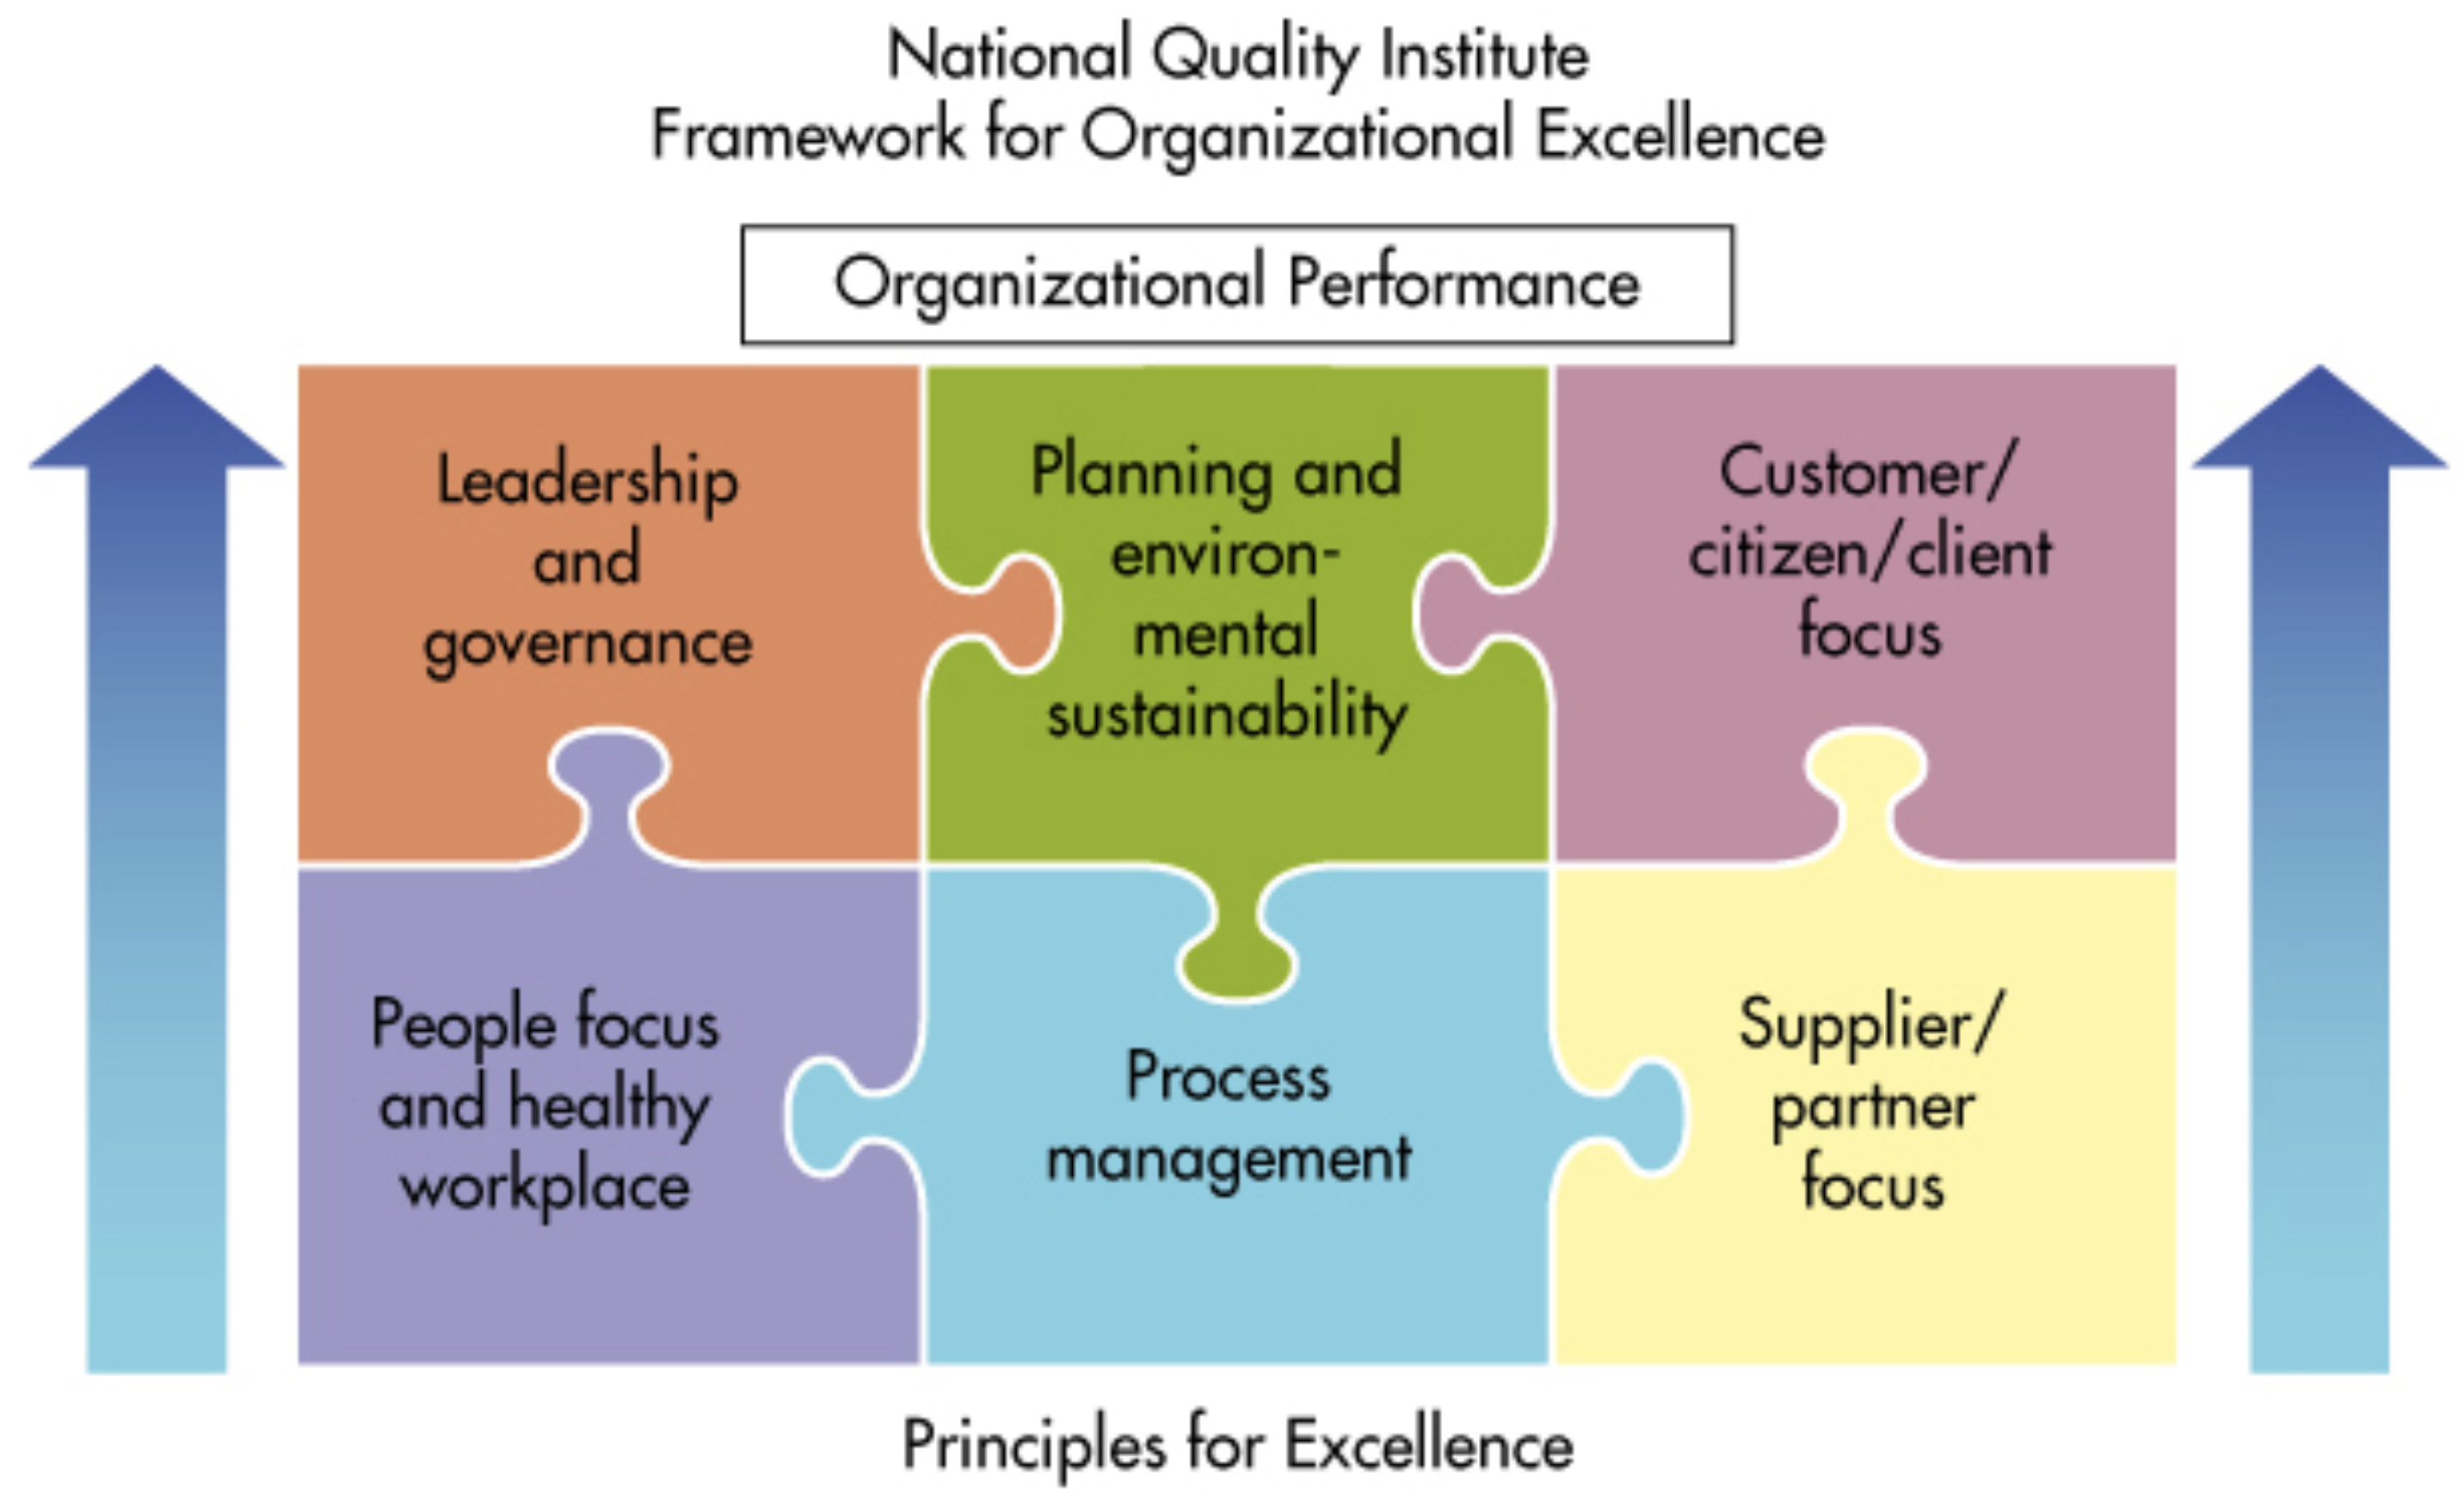 National Quality Institute
Framework for Organizational Excellence
Organizational Performance
Leadership
and
governance
Planning and
environ-
mental
sustainability
Customer/
citizen/client
focus
People focus
and healthy
workplace
Process
management
Supplier/
partner
focus
Principles for Excellence